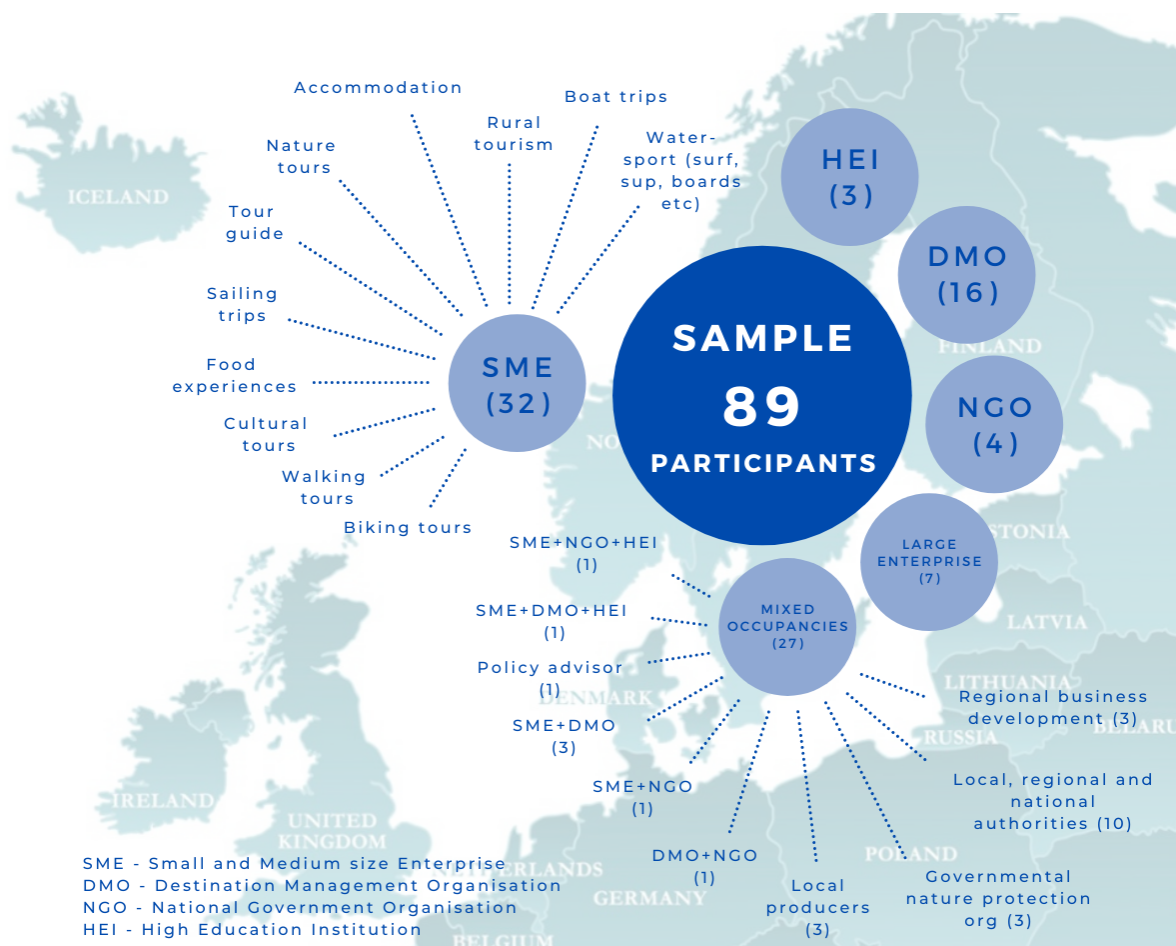 Accommodation
Boat trips
Rural
tourism
Water-
sport (surf,
sup, boards
etc)
Nature
tours
Tour
guide
Sailing
trips
Food
experiences
Cultural
tours
Walking
tours
Biking tours
SME
(32)
HEI
(3)
DMO
(16)
NGO
(4)
LARGE
ENTERPRISE
(7)
SAMPLE
89
PARTICIPANTS
MIXED
OCCUPANCIES
(27)
SME+NGO+HEI
(1)
SME+DMO+HEI
(1)
Policy advisor
(1)
SME+DMO
(3)
SME+NGO
(1)
DMO+NGO
(1)
Local
producers
(3)
Governmental
nature protection
org (3)
Local, regional and
national
authorities (10)
Regional business
development (3)
SME - Small and Medium size Enterprise
DMO - Destination Management Organisation
NGO - National Government Organisation
HEI - High Education Institution
ICELAND
FINLAND
LATVIA
LITHUANIA
RUSSIA
DENMARK
IRELAND
UNITED
KINGDOM
POLAND
GERMANY
BELGIUM